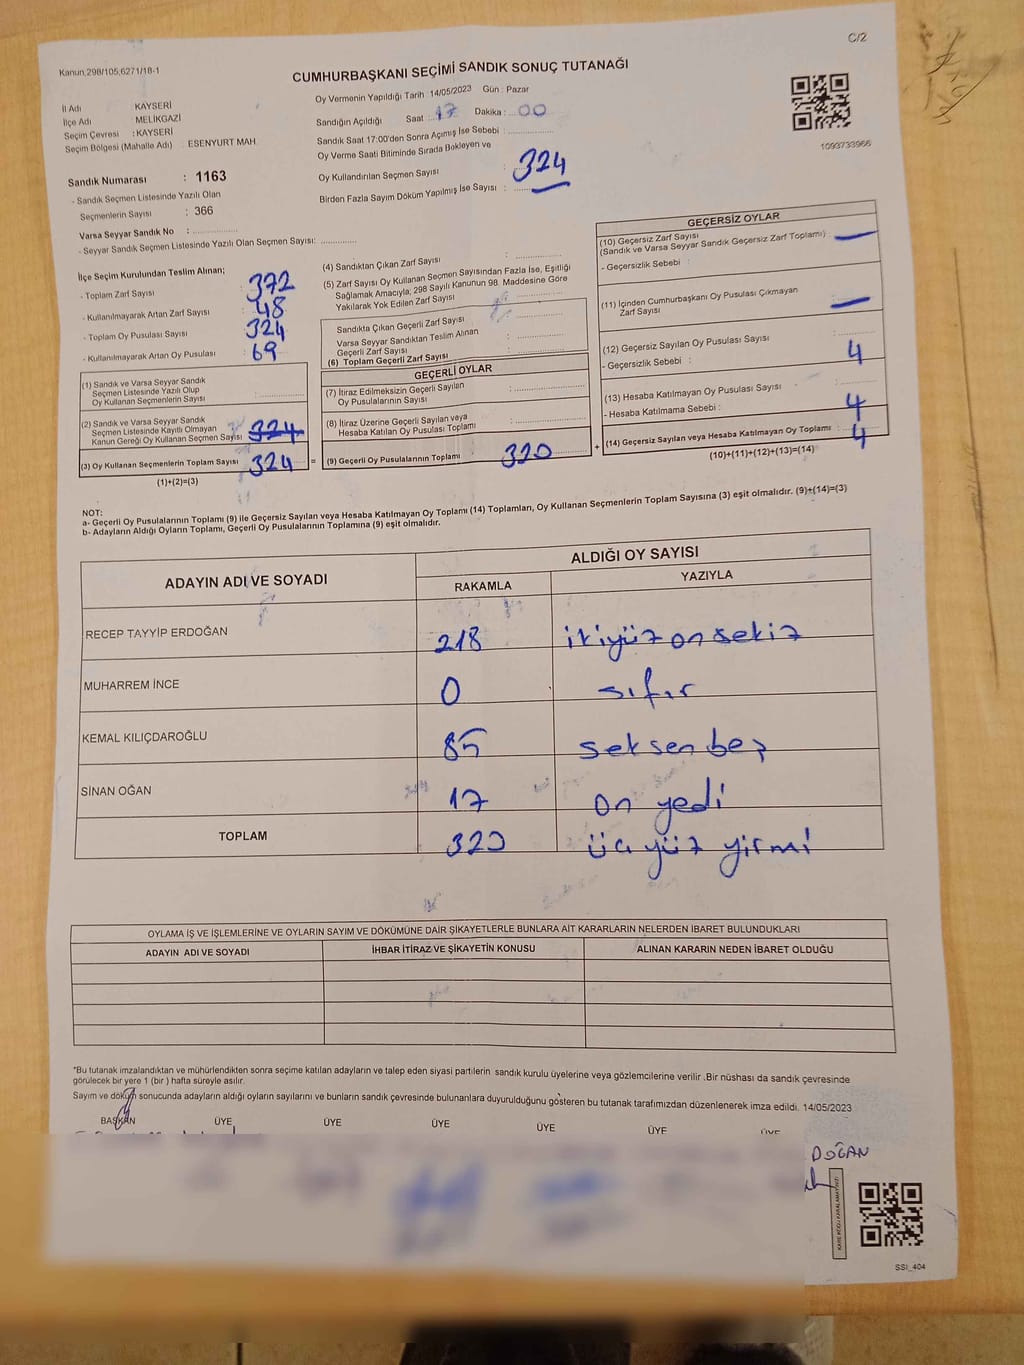 C/2
Kanun,298/105,6271/18-1
CUMHURBAŞKANI SEÇİMİ SANDIK SONUÇ TUTANAĞI
İl Adı KAYSERİ
İlçe Adı : MELİKGAZİ
Seçim Çevresi : KAYSERİ
Seçim Bölgesi (Mahalle Adı) : ESENYURT MAH.
Sandık Numarası : 1163
- Sandık Seçmen Listesinde Yazılı Olan
Seçmenlerin Sayısı : 366
Varsa Seyyar Sandık No : ....................
- Seyyar Sandık Seçmen Listesinde Yazılı Olan Seçmen Sayısı: ..............
Oy Vermenin Yapıldığı Tarih :14/05/2023 Gün : Pazar
Sandığın Açıldığı Saat : 17 Dakika : 00
Sandık Saat 17:00'den Sonra Açımış İse Sebebi : ..............
Oy Verme Saati Bitiminde Sırada Bekleyen ve
Oy Kullandırılan Seçmen Sayısı : 324
Birden Fazla Sayım Döküm Yapılmış İse Sayısı :
1093733966
İlçe Seçim Kurulundan Teslim Alınan;
- Toplam Zarf Sayısı : 372
- Kullanılmayarak Artan Zarf Sayısı : 48
- Toplam Oy Pusulası Sayısı : 324
- Kullanılmayarak Artan Oy Pusulası : 69
(1) Sandık ve Varsa Seyyar Sandık
Seçmen Listesinde Yazılı Olup
Oy Kullanan Seçmenlerin Sayısı :
(2) Sandık ve Varsa Seyyar Sandık
Seçmen Listesinde Kayıtlı Olmayan
Kanun Gereği Oy Kullanan Seçmen Sayısı 324
(3) Oy Kullanan Seçmenlerin Toplam Sayısı 324 =
(1)+(2)=(3)
(4) Sandıktan Çıkan Zarf Sayısı :
(5) Zarf Sayısı Oy Kullanan Seçmen Sayısından Fazla İse, Eşitliği
Sağlamak Amacıyla; 298 Sayılı Kanunun 98. Maddesine Göre
Yakılarak Yok Edilen Zarf Sayısı :
Sandıkta Çıkan Geçerli Zarf Sayısı :
Varsa Seyyar Sandıktan Teslim Alınan
Geçerli Zarf Sayısı :
(6) Toplam Geçerli Zarf Sayısı :
GEÇERLİ OYLAR
(7) İtiraz Edilmeksizin Geçerli Sayılan
Oy Pusulalarının Sayısı :
(8) İtiraz Üzerine Geçerli Sayılan veya
Hesaba Katılan Oy Pusulası Toplamı :
(9) Geçerli Oy Pusulalarının Toplamı 320 +
GEÇERSİZ OYLAR
(10) Geçersiz Zarf Sayısı
(Sandık ve Varsa Seyyar Sandık Geçersiz Zarf Toplamı) : —
- Geçersizlik Sebebi :
(11) İçinden Cumhurbaşkanı Oy Pusulası Çıkmayan
Zarf Sayısı : —
(12) Geçersiz Sayılan Oy Pusulası Sayısı : 4
- Geçersizlik Sebebi :
(13) Hesaba Katılmayan Oy Pusulası Sayısı :
- Hesaba Katılmama Sebebi : 4
(14) Geçersiz Sayılan veya Hesaba Katılmayan Oy Toplamı : 4
(10)+(11)+(12)+(13)=(14)
NOT:
a- Geçerli Oy Pusulalarının Toplamı (9) ile Geçersiz Sayılan veya Hesaba Katılmayan Oy Toplamı (14) Toplamları, Oy Kullanan Seçmenlerin Toplam Sayısına (3) eşit olmalıdır. (9)+(14)=(3)
b- Adayların Aldığı Oyların Toplamı, Geçerli Oy Pusulalarının Toplamına (9) eşit olmalıdır.
ADAYIN ADI VE SOYADI ALDIĞI OY SAYISI
RAKAMLA YAZIYLA
RECEP TAYYİP ERDOĞAN 218 ikiyüz on sekiz
MUHARREM İNCE 0 sıfır
KEMAL KILIÇDAROĞLU 85 seksen beş
SİNAN OĞAN 17 on yedi
TOPLAM 320 üç yüz yirmi
OYLAMA İŞ VE İŞLEMLERİNE VE OYLARIN SAYIM VE DÖKÜMÜNE DAİR ŞİKAYETLERLE BUNLARA AİT KARARLARIN NELERDEN İBARET BULUNDUKLARI
ADAYIN ADI VE SOYADI İHBAR İTİRAZ VE ŞİKAYETİN KONUSU ALINAN KARARIN NEDEN İBARET OLDUĞU
*Bu tutanak imzalandıktan ve mühürlendikten sonra seçime katılan adayların ve talep eden siyasi partilerin sandık kurulu üyelerine veya gözlemcilerine verilir .Bir nüshası da sandık çevresinde
görülecek bir yere 1 (bir ) hafta süreyle asılır.
Sayım ve döküm sonucunda adayların aldığı oyların sayılarını ve bunların sandık çevresinde bulunanlara duyurulduğunu gösteren bu tutanak tarafımızdan düzenlenerek imza edildi. 14/05/2023
BAŞKAN ÜYE ÜYE ÜYE ÜYE ÜYE ÜYE
DOĞAN
KARE KODU KARALAMAYINIZ!
SSI_404